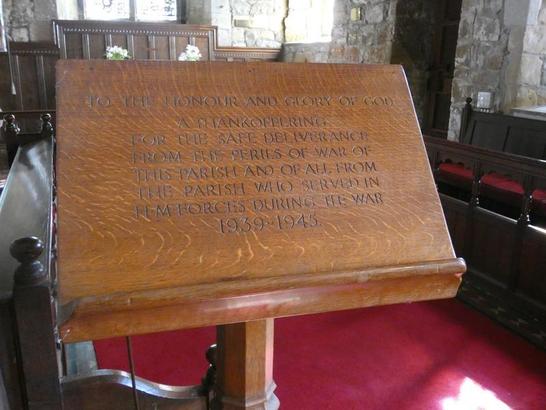 TO THE HONOUR AND GLORY OF GOD
A THANKOFFERING
FOR THE SAFE DELIVERANCE
FROM THE PERILS OF WAR OF
THIS PARISH AND OF ALL FROM
THE PARISH WHO SERVED IN
H·M·FORCES DURING THE WAR
1939-1945.